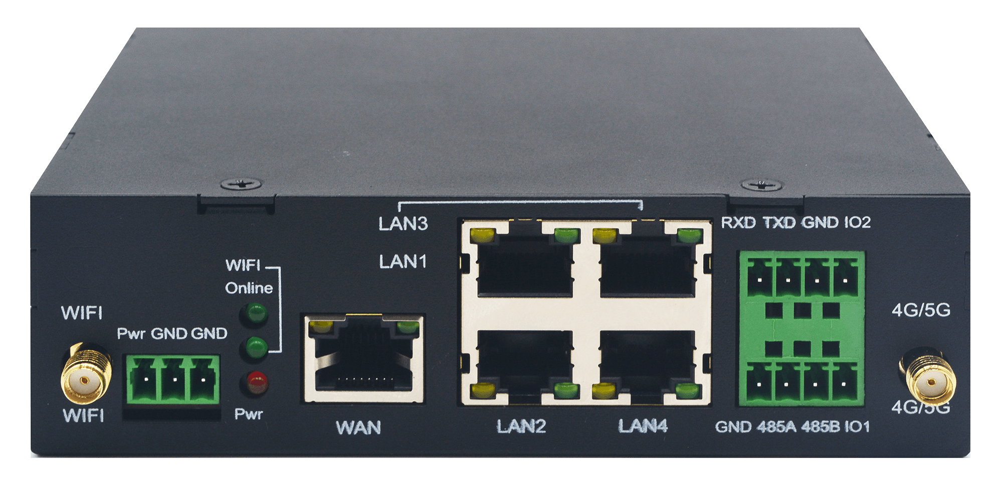 LAN3
RXD TXD GND IO2
LAN1
WIFI
Online
WIFI
4G/5G
Pwr GND GND
WIFI
Pwr
4G/5G
WAN
LAN2
LAN4
GND 485A 485B IO1